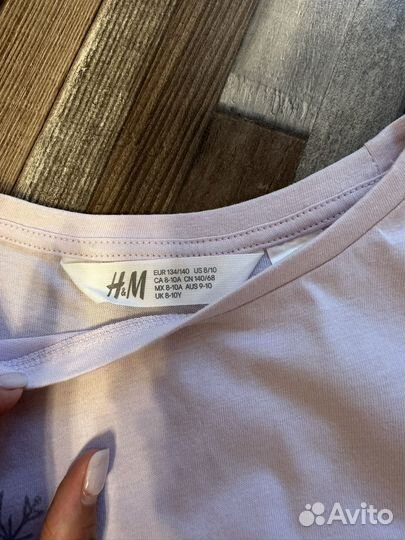 H&M
EUR 134/140 US 8/10
CA 8-10A CN 140/68
MX 8-10A AUS 9-10
UK 8-10Y
Avito